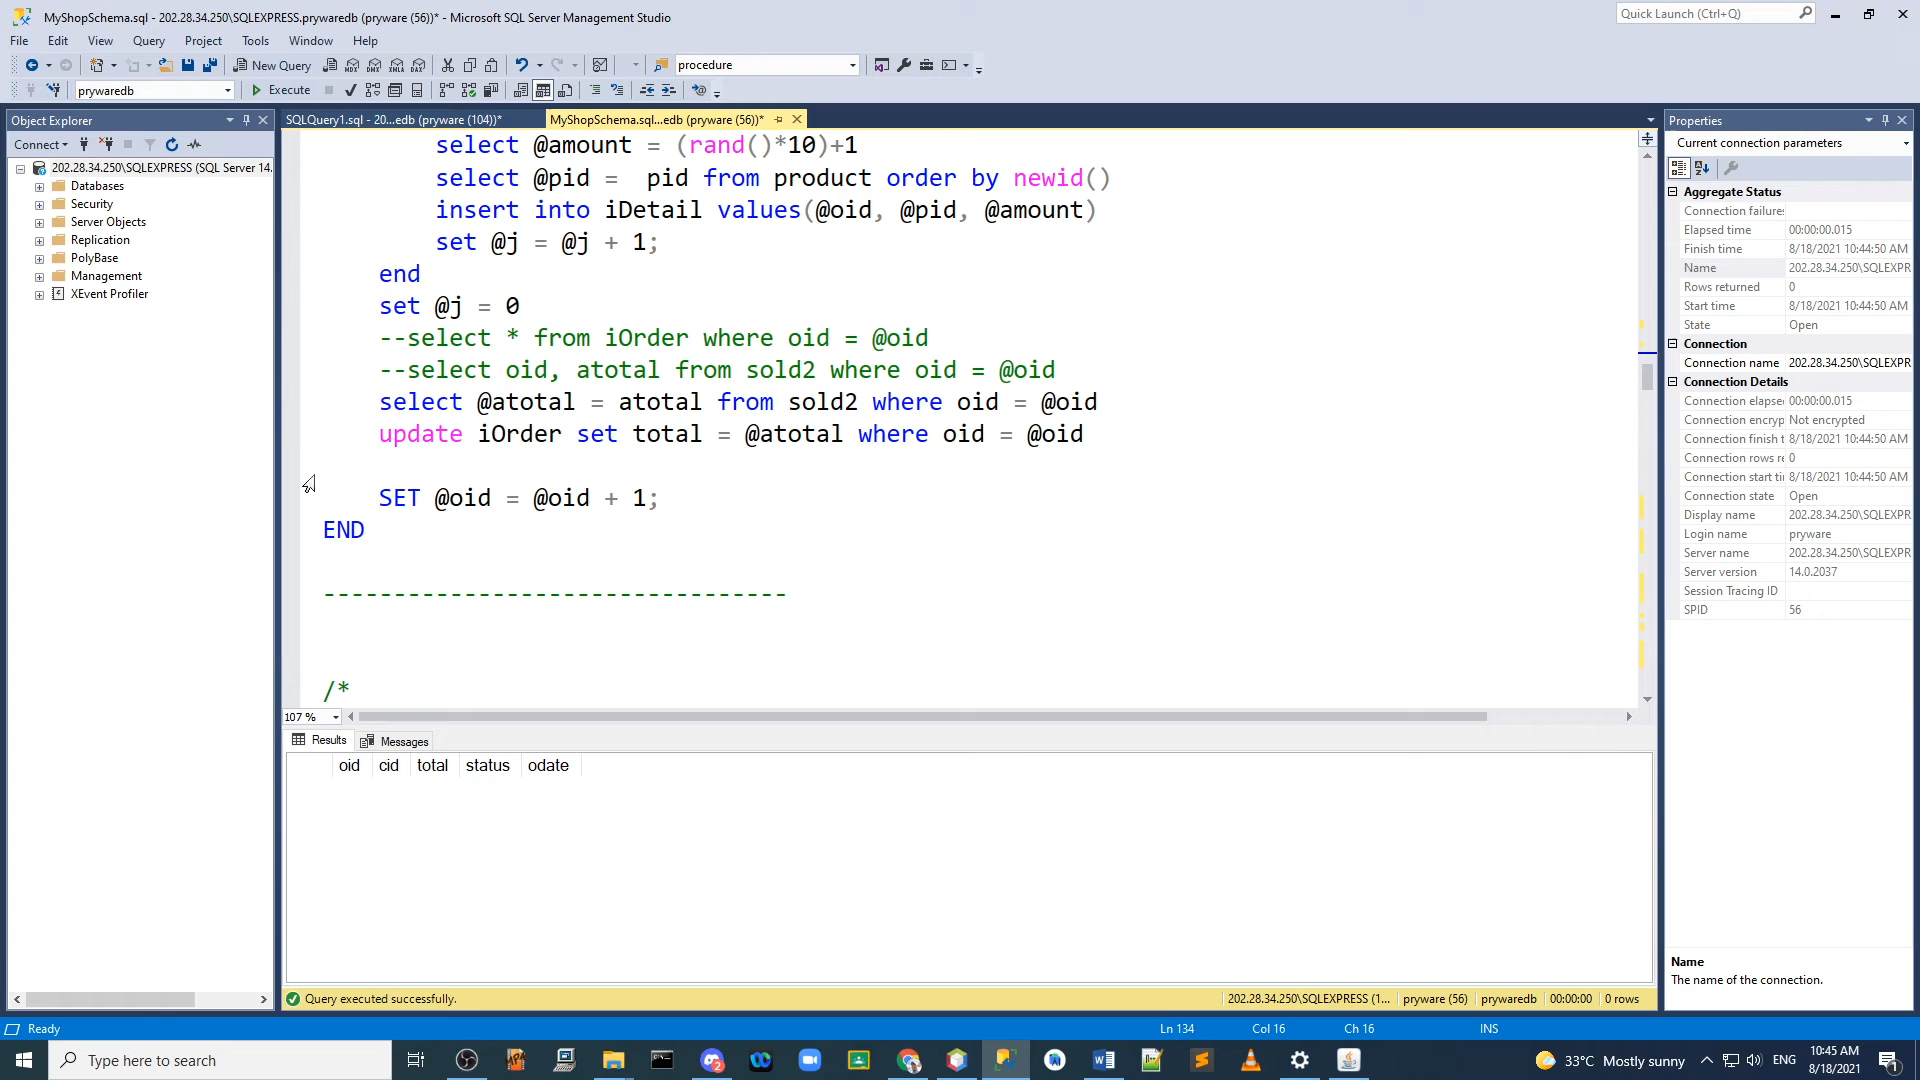 MyShopSchema.sql - 202.28.34.250\SQLEXPRESS.prywaredb (pryware (56))* - Microsoft SQL Server Management Studio
Quick Launch (Ctrl+Q)
File Edit View Query Project Tools Window Help
New Query
procedure
prywaredb
Execute
Object Explorer
Connect
202.28.34.250\SQLEXPRESS (SQL Server 14.
Databases
Security
Server Objects
Replication
PolyBase
Management
XEvent Profiler
SQLQuery1.sql - 20...edb (pryware (104))*
MyShopSchema.sql...edb (pryware (56))*
select @amount = (rand()*10)+1
select @pid =  pid from product order by newid()
insert into iDetail values(@oid, @pid, @amount)
set @j = @j + 1;
end
set @j = 0
--select * from iOrder where oid = @oid
--select oid, atotal from sold2 where oid = @oid
select @atotal = atotal from sold2 where oid = @oid
update iOrder set total = @atotal where oid = @oid
SET @oid = @oid + 1;
END
---------------------------------
/*
107 %
Results Messages
oid cid total status odate
Query executed successfully.
202.28.34.250\SQLEXPRESS (1... pryware (56) prywaredb 00:00:00 0 rows
Properties
Current connection parameters
Aggregate Status
Connection failures
Elapsed time 00:00:00.015
Finish time 8/18/2021 10:44:50 AM
Name 202.28.34.250\SQLEXPR
Rows returned 0
Start time 8/18/2021 10:44:50 AM
State Open
Connection
Connection name 202.28.34.250\SQLEXPR
Connection Details
Connection elapse 00:00:00.015
Connection encryp Not encrypted
Connection finish t 8/18/2021 10:44:50 AM
Connection rows re 0
Connection start ti 8/18/2021 10:44:50 AM
Connection state Open
Display name 202.28.34.250\SQLEXPR
Login name pryware
Server name 202.28.34.250\SQLEXPR
Server version 14.0.2037
Session Tracing ID
SPID 56
Name
The name of the connection.
Ready
Ln 134 Col 16 Ch 16 INS
Type here to search
33°C Mostly sunny
ENG
10:45 AM
8/18/2021